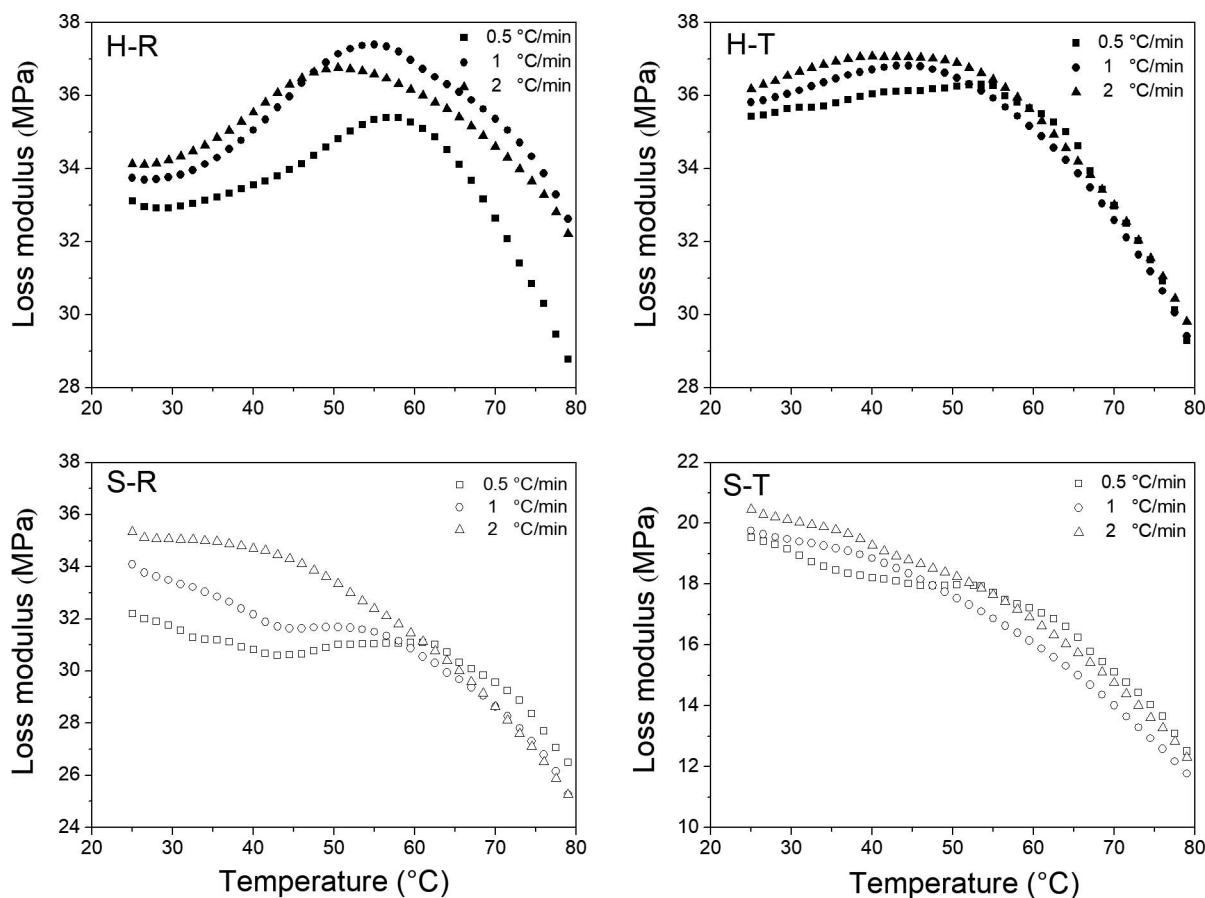 H-R
0.5 °C/min
1 °C/min
2 °C/min
Loss modulus (MPa)
38
36
34
32
30
28
20 30 40 50 60 70 80
H-T
0.5 °C/min
1 °C/min
2 °C/min
Loss modulus (MPa)
38
36
34
32
30
28
20 30 40 50 60 70 80
S-R
0.5 °C/min
1 °C/min
2 °C/min
Loss modulus (MPa)
38
36
34
32
30
28
26
24
20 30 40 50 60 70 80
Temperature (°C)
S-T
0.5 °C/min
1 °C/min
2 °C/min
Loss modulus (MPa)
22
20
18
16
14
12
10
20 30 40 50 60 70 80
Temperature (°C)